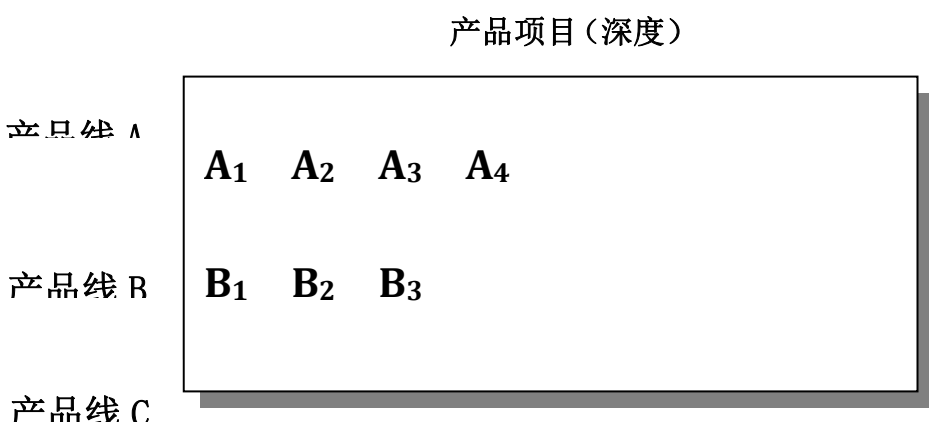 产品项目（深度）
产品线 A
A₁ A₂ A₃ A₄
产品线 B
B₁ B₂ B₃
产品线 C